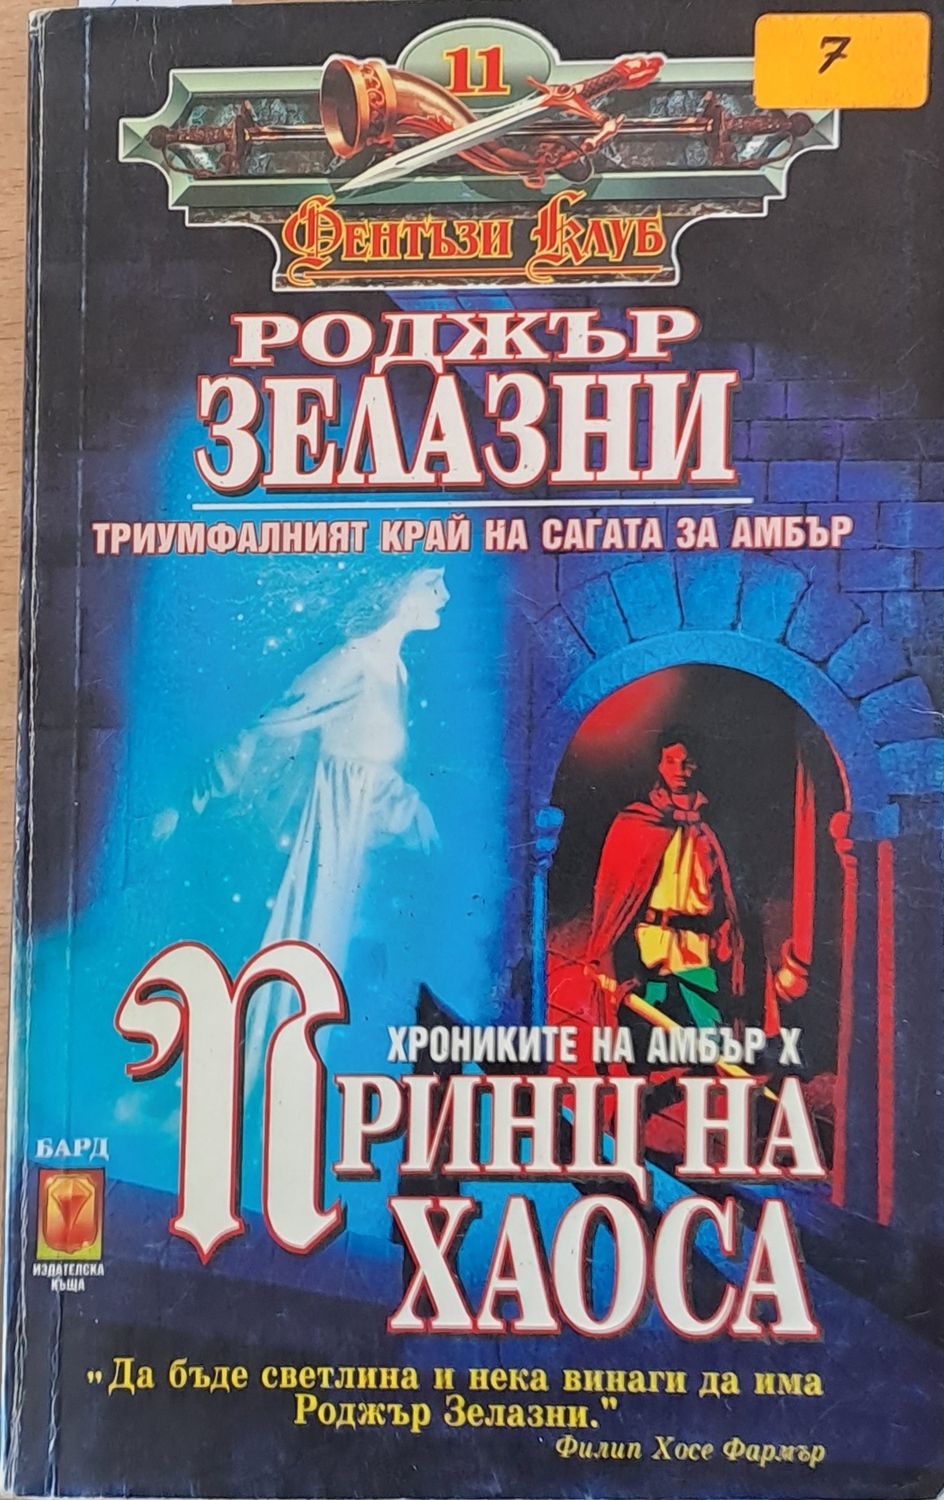 7
11
Фентъзи Клуб
РОДЖЪР
ЗЕЛАЗНИ
ТРИУМФАЛНИЯТ КРАЙ НА САГАТА ЗА АМБЪР
ХРОНИКИТЕ НА АМБЪР X
ПРИНЦ НА
ХАОСА
БАРД
ИЗДАТЕЛСКА
КЪЩА
„Да бъде светлина и нека винаги да има
Роджър Зелазни."
Филип Хосе Фармър